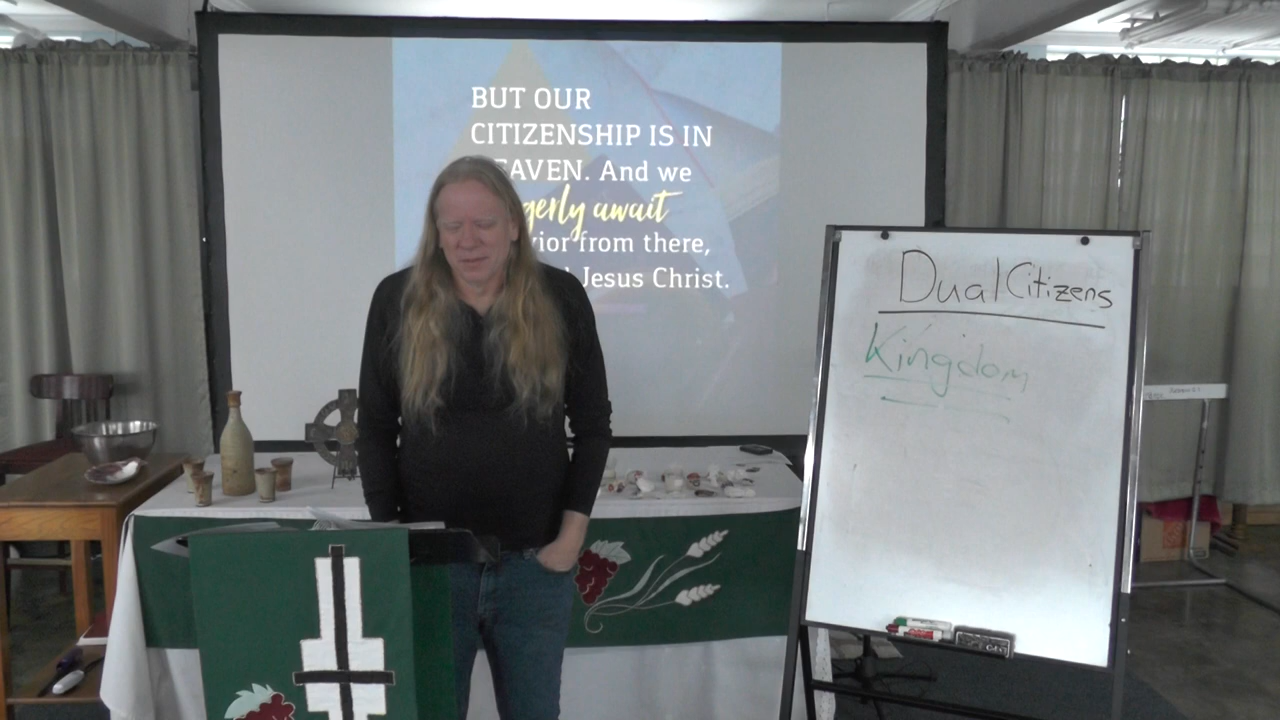 BUT OUR
CITIZENSHIP IS IN
EAVEN. And we
gerly await
vior from there,
Jesus Christ.
Dual Citizens
Kingdom